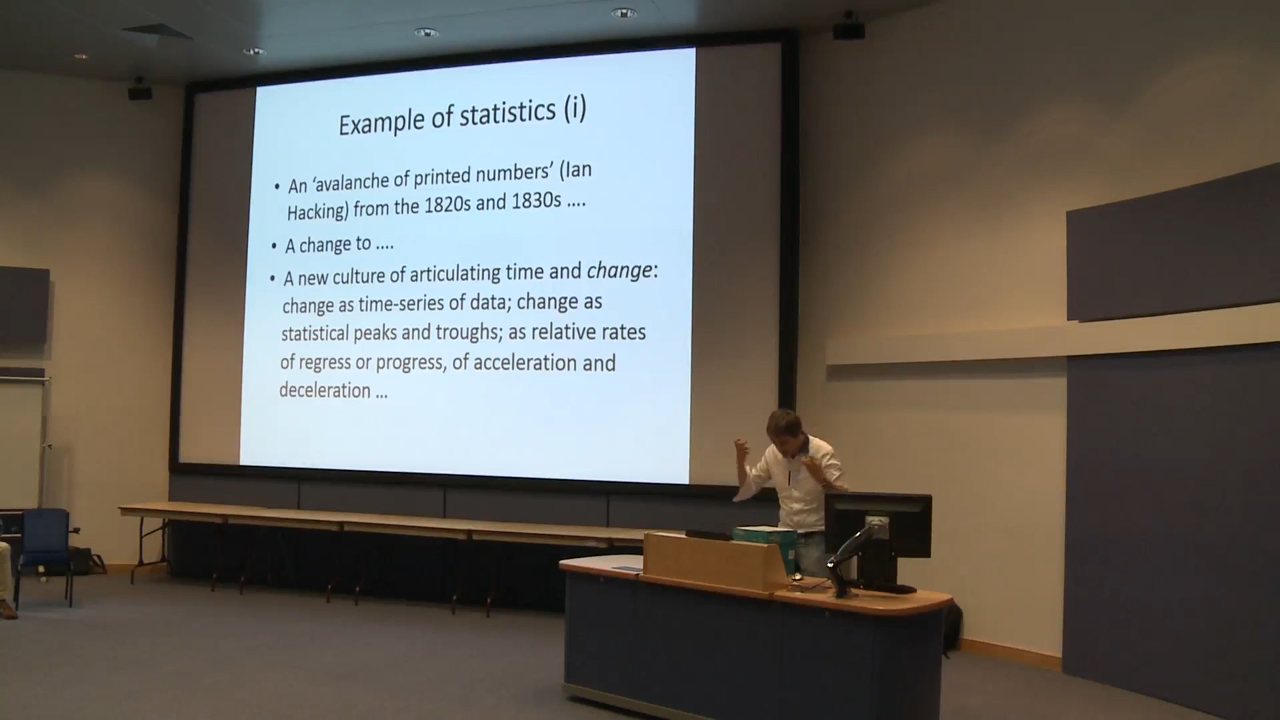 Example of statistics (i)
• An ‘avalanche of printed numbers’ (Ian
Hacking) from the 1820s and 1830s ....
• A change to ....
• A new culture of articulating time and change:
change as time-series of data; change as
statistical peaks and troughs; as relative rates
of regress or progress, of acceleration and
deceleration ...